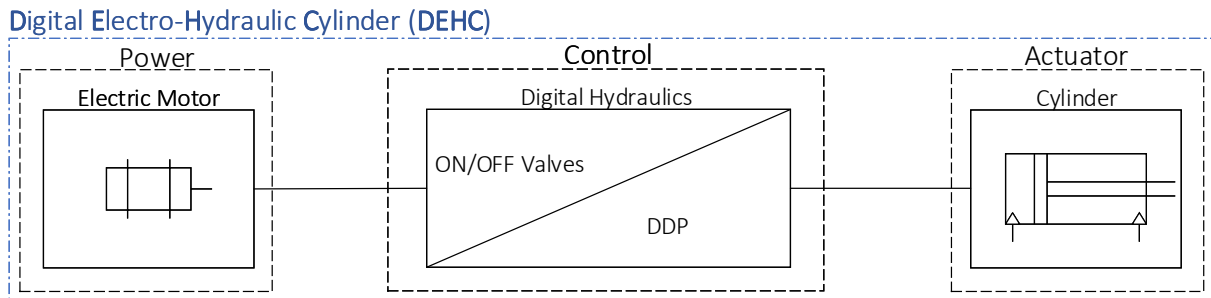 Digital Electro-Hydraulic Cylinder (DEHC)
Power
Control
Actuator
Electric Motor
Digital Hydraulics
Cylinder
ON/OFF Valves
DDP